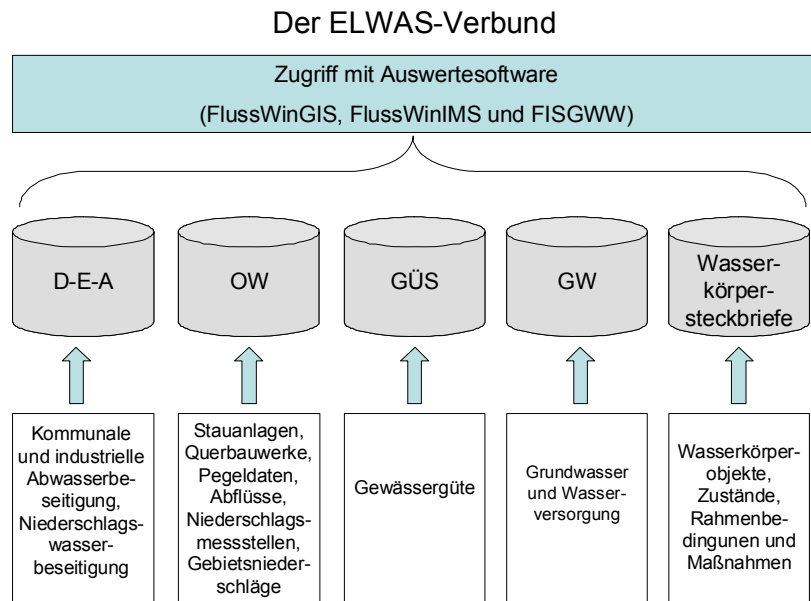 Der ELWAS-Verbund
Zugriff mit Auswertesoftware
(FlussWinGIS, FlussWinIMS und FISGWW)
D-E-A
OW
GÜS
GW
Wasser-
körper-
steckbriefe
Kommunale
und industrielle
Abwasserbe-
seitigung,
Niederschlags-
wasser-
beseitigung
Stauanlagen,
Querbauwerke,
Pegeldaten,
Abflüsse,
Niederschlags-
messstellen,
Gebietsnieder-
schläge
Gewässergüte
Grundwasser
und Wasser-
versorgung
Wasserkörper-
objekte,
Zustände,
Rahmenbe-
dingunen und
Maßnahmen